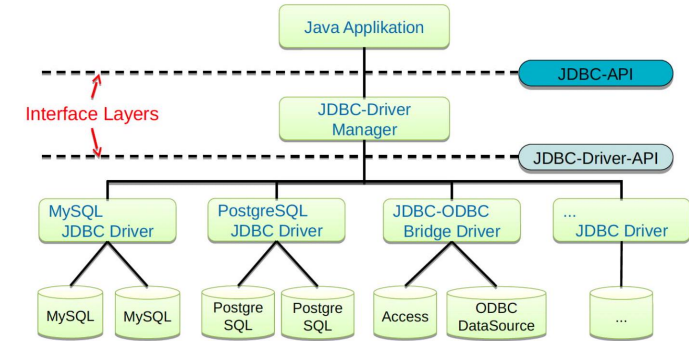 Java Applikation
JDBC-API
Interface Layers
JDBC-Driver
Manager
JDBC-Driver-API
MySQL
JDBC Driver
PostgreSQL
JDBC Driver
JDBC-ODBC
Bridge Driver
...
JDBC Driver
MySQL
MySQL
Postgre
SQL
Postgre
SQL
Access
ODBC
DataSource
...